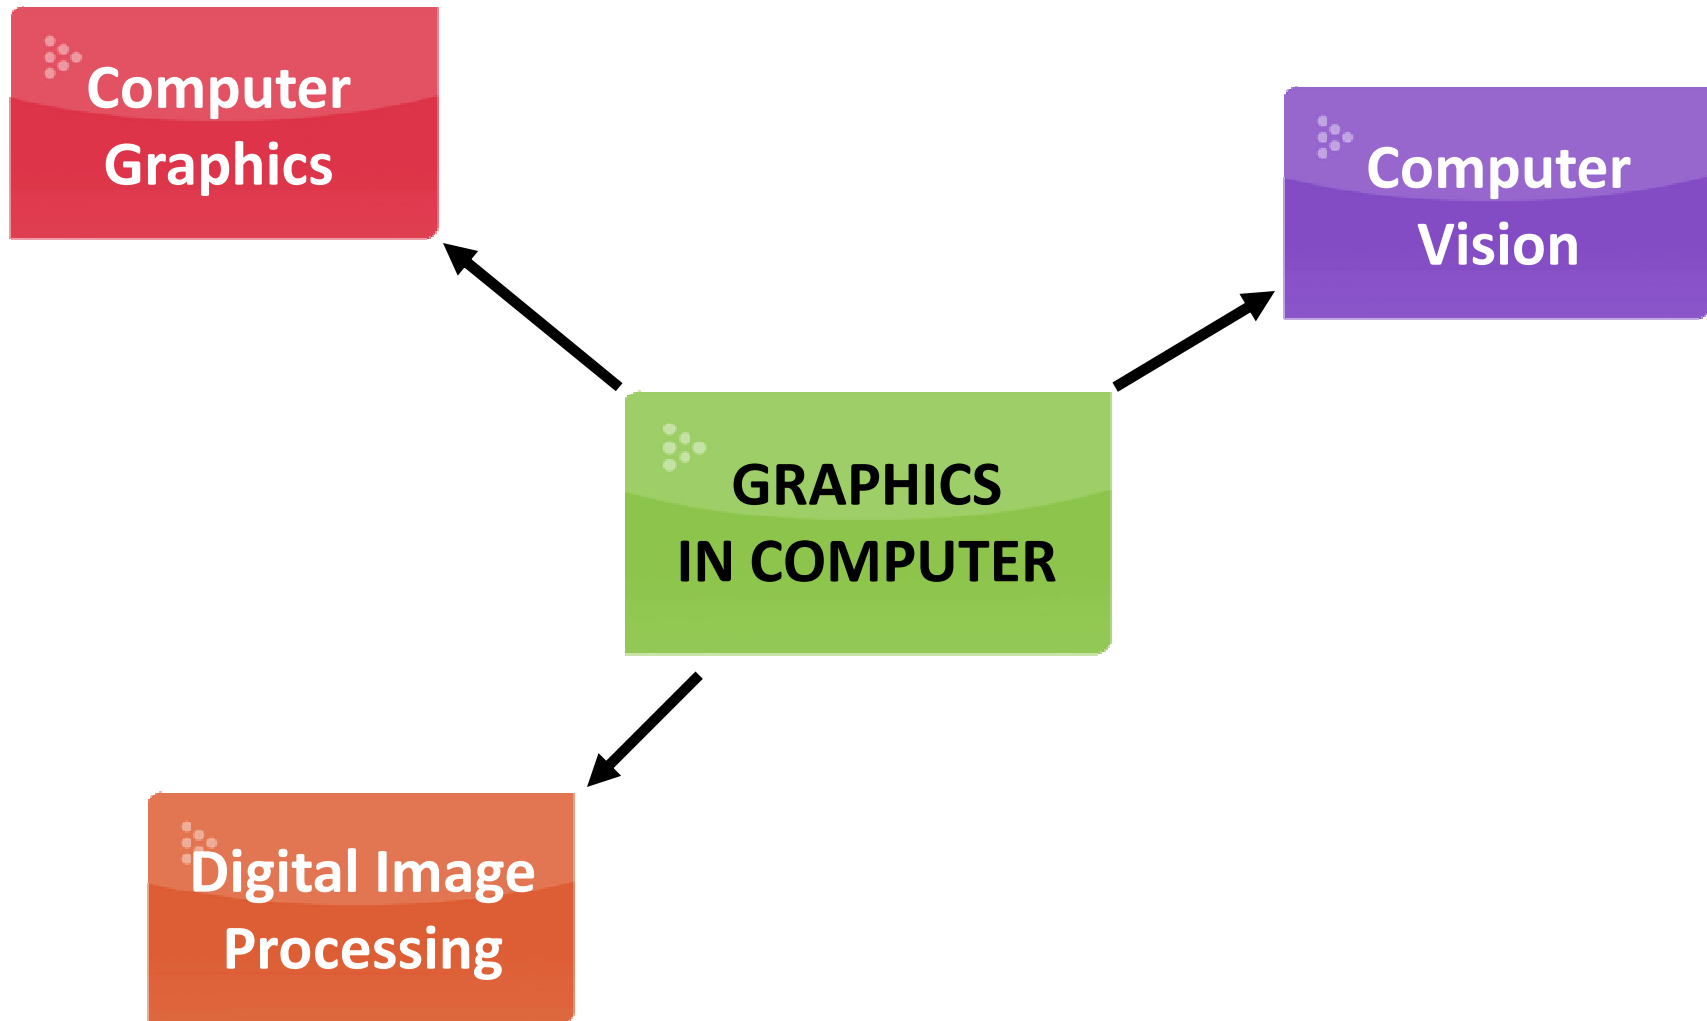 Computer
Graphics
Computer
Vision
GRAPHICS
IN COMPUTER
Digital Image
Processing